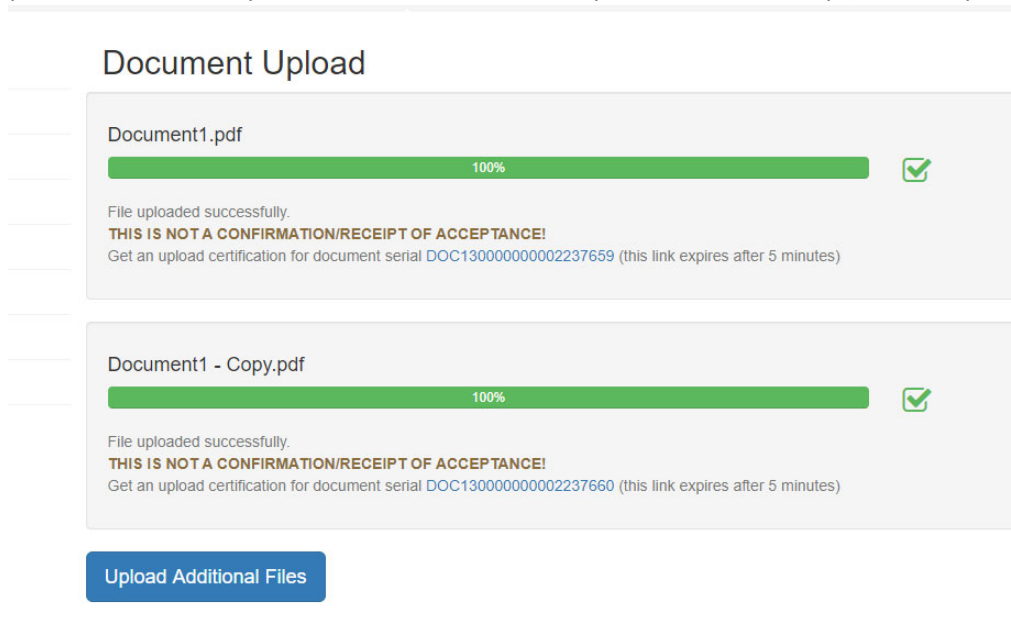 Document Upload
Document1.pdf
100%
File uploaded successfully.
THIS IS NOT A CONFIRMATION/RECEIPT OF ACCEPTANCE!
Get an upload certification for document serial DOC130000000002237659 (this link expires after 5 minutes)
Document1 - Copy.pdf
100%
File uploaded successfully.
THIS IS NOT A CONFIRMATION/RECEIPT OF ACCEPTANCE!
Get an upload certification for document serial DOC130000000002237660 (this link expires after 5 minutes)
Upload Additional Files